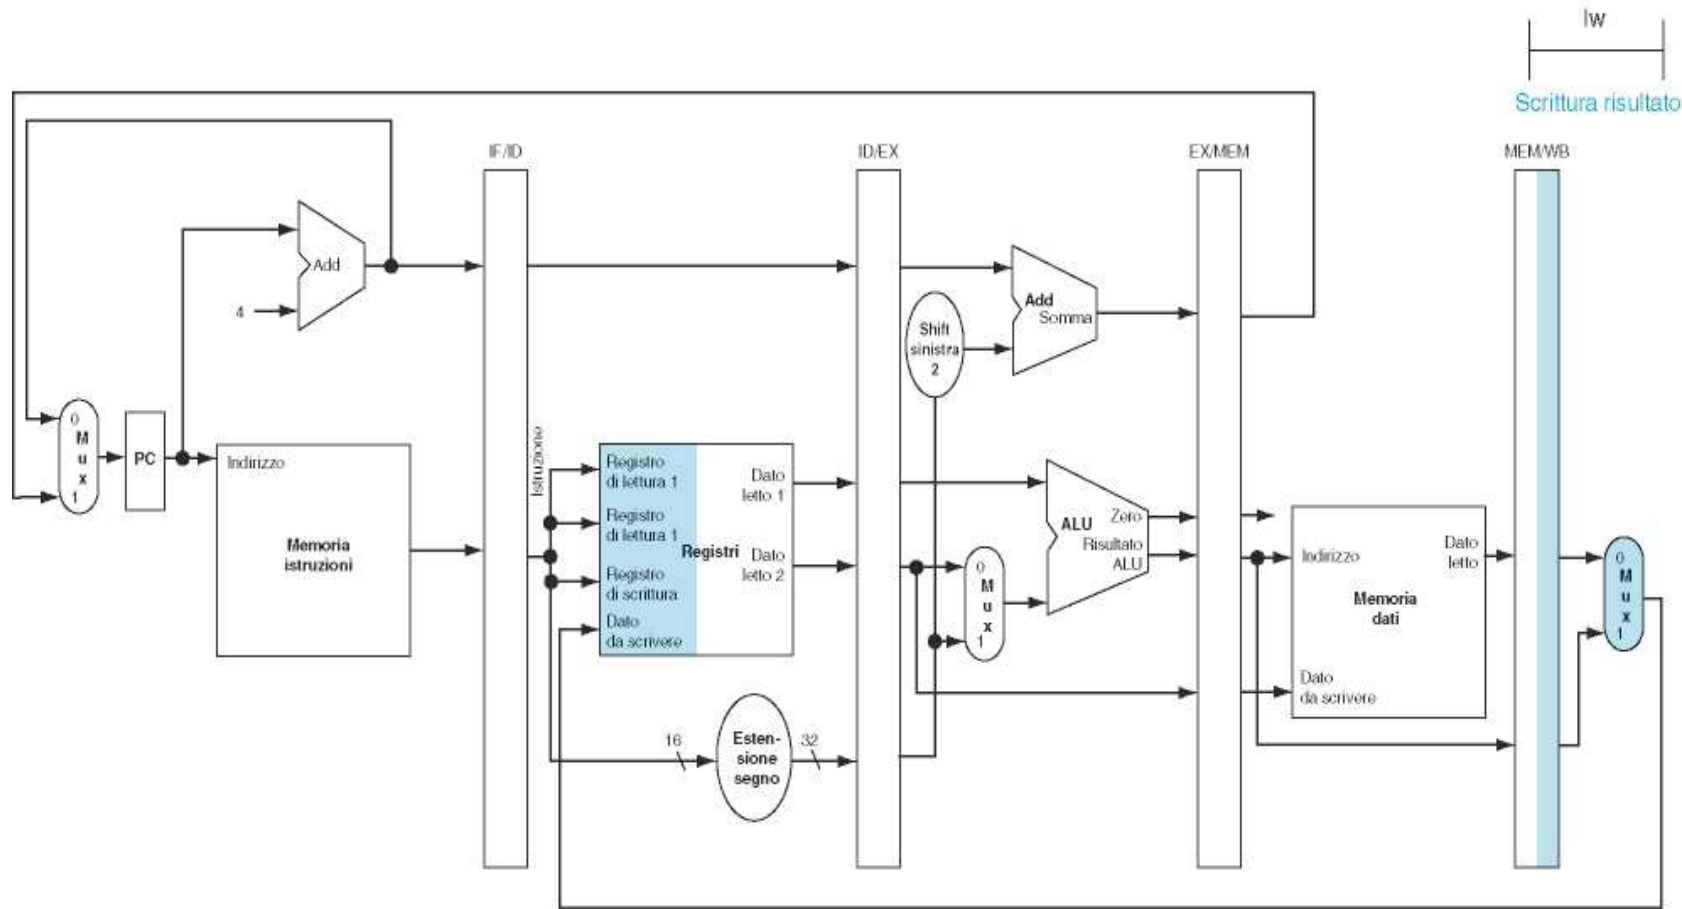 lw
Scrittura risultato
IF/ID
ID/EX
EX/MEM
MEM/WB
Add
4
Add
Somma
Shift
sinistra
2
0
M
u
x
1
PC
Indirizzo
Memoria
istruzioni
Istruzione
Registro
di lettura 1
Registro
di lettura 1
Registro
di scrittura
Dato
da scrivere
Registri
Dato
letto 1
Dato
letto 2
16
Esten-
sione
segno
32
0
M
u
x
1
ALU
Zero
Risultato
ALU
Indirizzo
Dato
letto
Memoria
dati
Dato
da scrivere
0
M
u
x
1